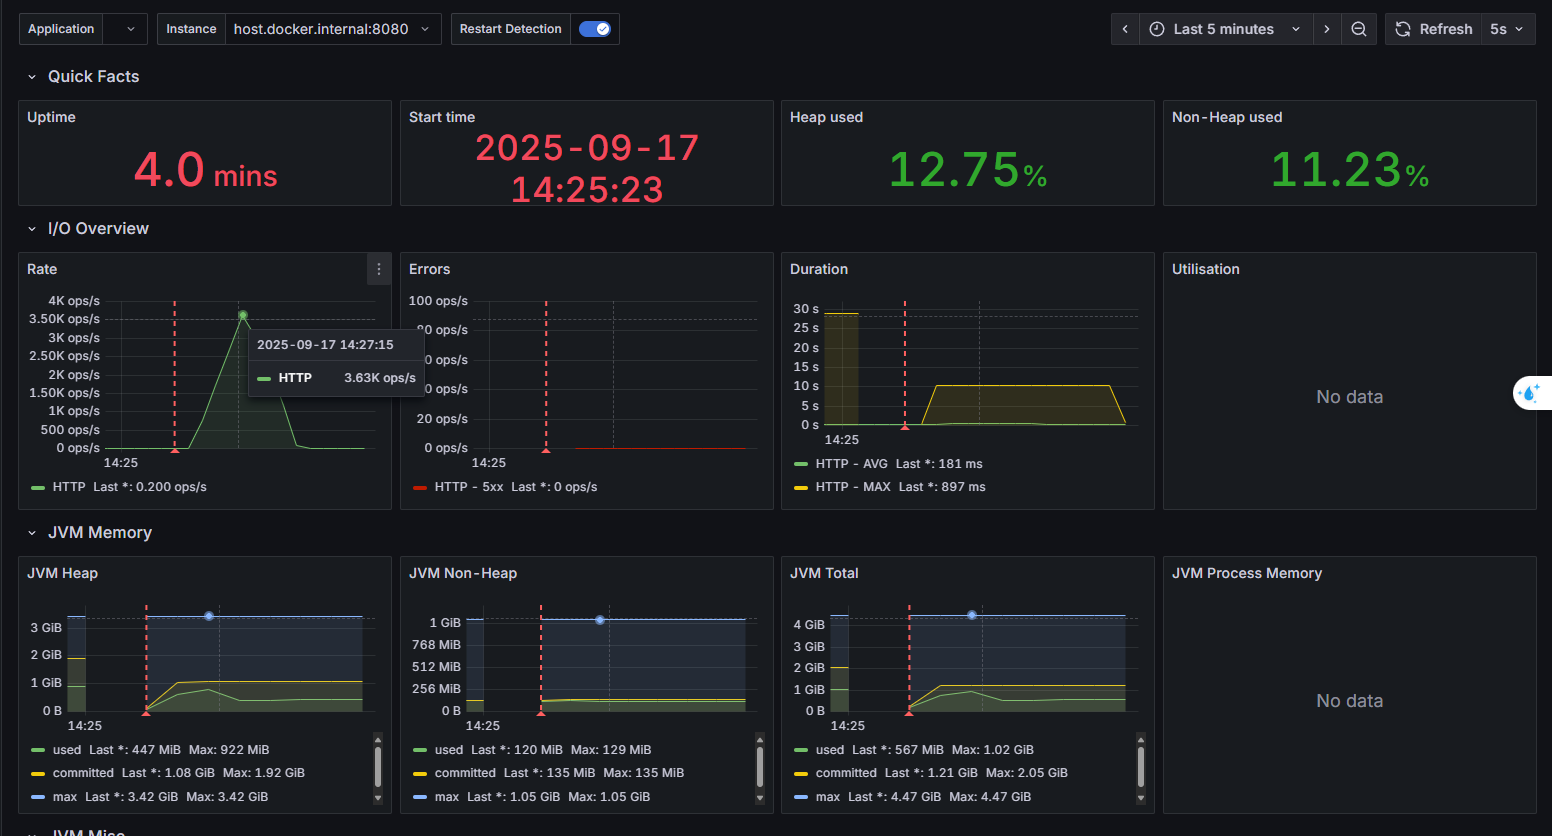 Application
Instance host.docker.internal:8080
Restart Detection
Last 5 minutes
Refresh 5s
Quick Facts
Uptime
4.0 mins
Start time
2025-09-17
14:25:23
Heap used
12.75%
Non-Heap used
11.23%
I/O Overview
Rate
4K ops/s
3.50K ops/s
3K ops/s
2.50K ops/s
2K ops/s
1.50K ops/s
1K ops/s
500 ops/s
0 ops/s
14:25
HTTP Last *: 0.200 ops/s
2025-09-17 14:27:15
HTTP 3.63K ops/s
Errors
100 ops/s
80 ops/s
0 ops/s
0 ops/s
20 ops/s
0 ops/s
14:25
HTTP - 5xx Last *: 0 ops/s
Duration
30 s
25 s
20 s
15 s
10 s
5 s
0 s
14:25
HTTP - AVG Last *: 181 ms
HTTP - MAX Last *: 897 ms
Utilisation
No data
JVM Memory
JVM Heap
3 GiB
2 GiB
1 GiB
0 B
14:25
used Last *: 447 MiB Max: 922 MiB
committed Last *: 1.08 GiB Max: 1.92 GiB
max Last *: 3.42 GiB Max: 3.42 GiB
JVM Non-Heap
1 GiB
768 MiB
512 MiB
256 MiB
0 B
14:25
used Last *: 120 MiB Max: 129 MiB
committed Last *: 135 MiB Max: 135 MiB
max Last *: 1.05 GiB Max: 1.05 GiB
JVM Total
4 GiB
3 GiB
2 GiB
1 GiB
0 B
14:25
used Last *: 567 MiB Max: 1.02 GiB
committed Last *: 1.21 GiB Max: 2.05 GiB
max Last *: 4.47 GiB Max: 4.47 GiB
JVM Process Memory
No data
JVM Misc